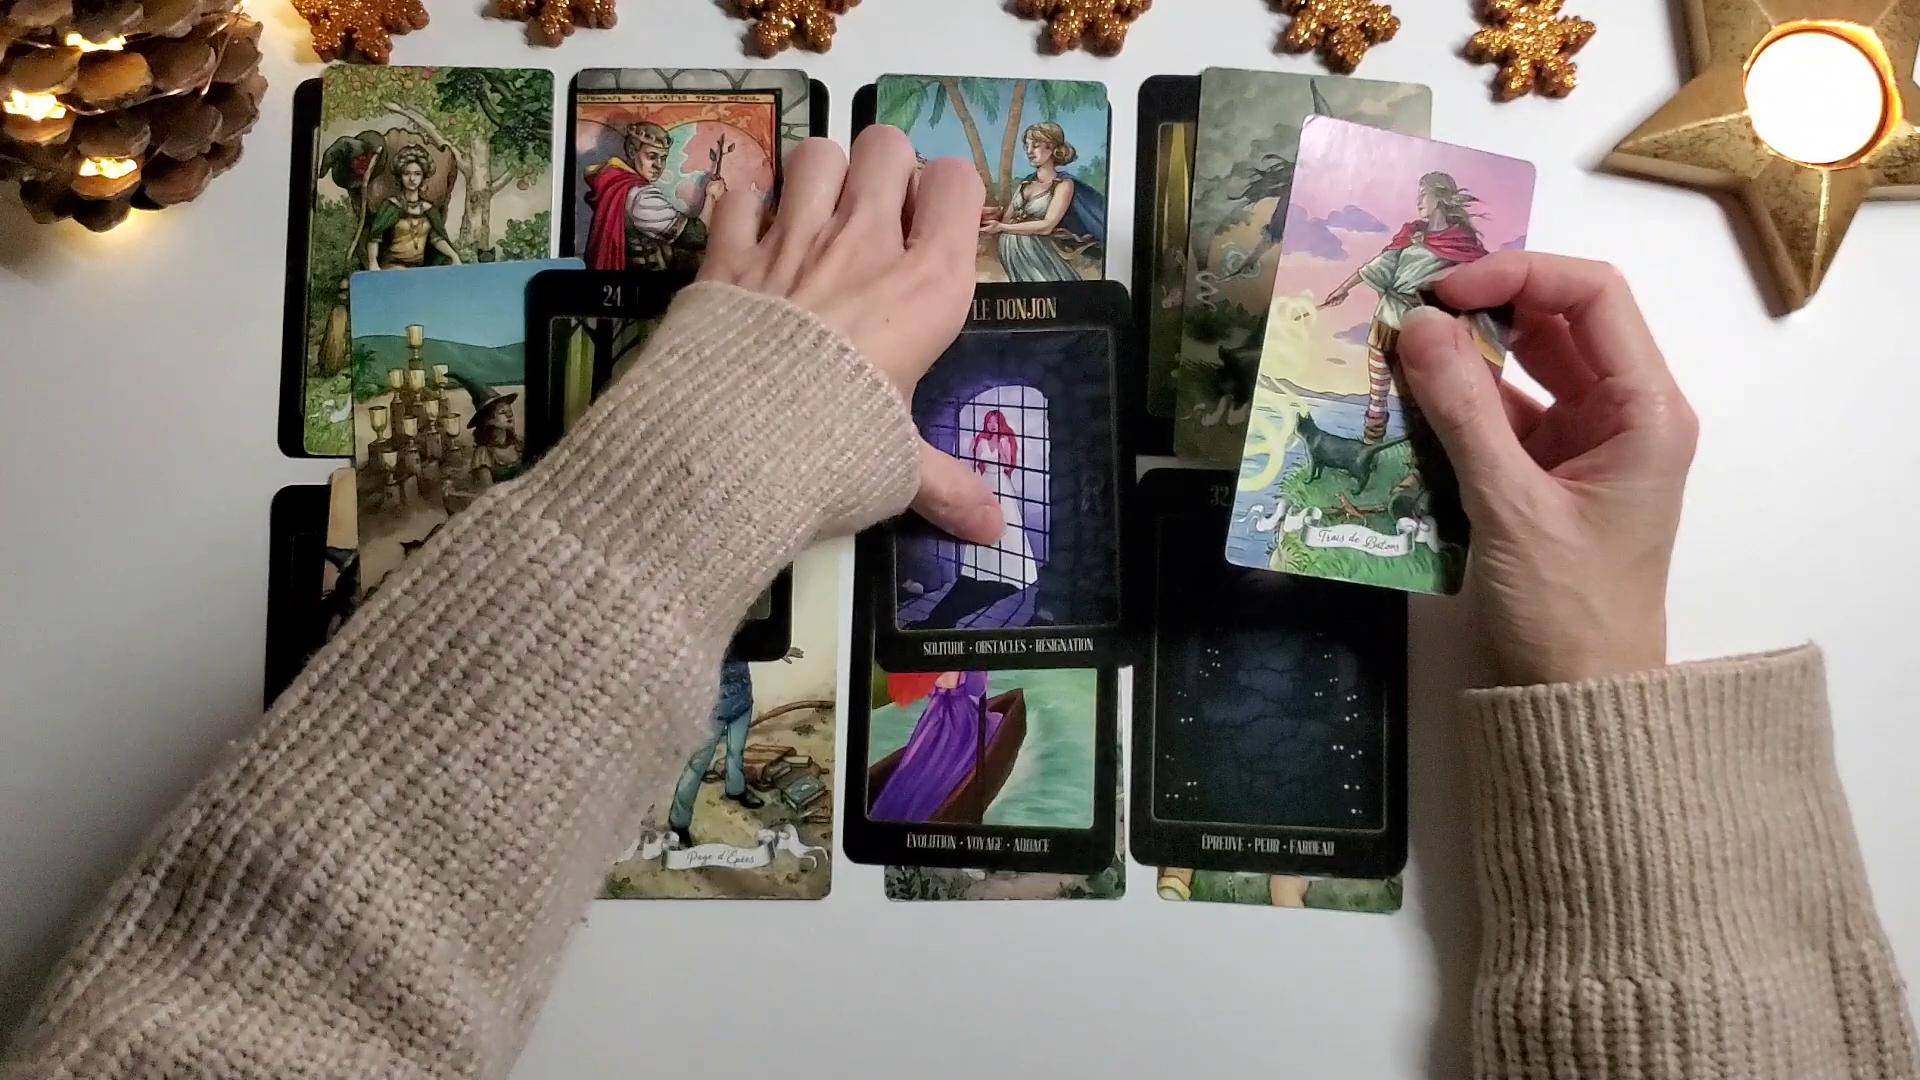 24.
LE DONJON
32
Trois de Bâtons
SOLITUDE • OBSTACLES • RÉSIGNATION
ÉVOLUTION • VOYAGE • AUDACE
ÉPREUVE • PEUR • FARDEAU
Page d'Épées